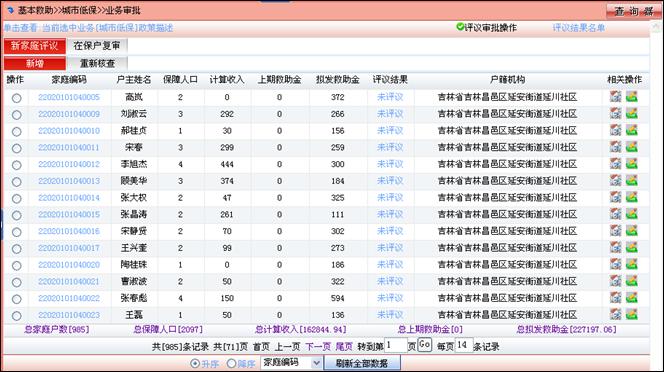 基本救助>>城市低保>>业务审批 查 询 器
单击查看:当前选中业务[城市低保]政策描述 评议审批操作 评议结果名单
新家庭评议 在保户复审
新增 重新核查
操作 家庭编码 户主姓名 保障人口 计算收入 上期救助金 拟发救助金 评议结果 户籍机构 相关操作
22020101040005 高岚 2 0 0 372 未评议 吉林省吉林昌邑区延安街道延川社区
22020101040009 刘淑云 3 292 0 266 未评议 吉林省吉林昌邑区延安街道延川社区
22020101040010 郝桂贞 1 30 0 156 未评议 吉林省吉林昌邑区延安街道延川社区
22020101040011 宋春 3 299 0 259 未评议 吉林省吉林昌邑区延安街道延川社区
22020101040012 李旭杰 4 444 0 300 未评议 吉林省吉林昌邑区延安街道延川社区
22020101040013 顾美华 3 374 0 184 未评议 吉林省吉林昌邑区延安街道延川社区
22020101040014 张大权 2 47 0 325 未评议 吉林省吉林昌邑区延安街道延川社区
22020101040015 张昌涛 2 261 0 111 未评议 吉林省吉林昌邑区延安街道延川社区
22020101040016 宋静贤 2 70 0 302 未评议 吉林省吉林昌邑区延安街道延川社区
22020101040017 王兴奎 2 99 0 273 未评议 吉林省吉林昌邑区延安街道延川社区
22020101040020 陶桂珠 1 0 0 186 未评议 吉林省吉林昌邑区延安街道延川社区
22020101040021 曹淑波 2 50 0 322 未评议 吉林省吉林昌邑区延安街道延川社区
22020101040022 张春彪 4 150 0 594 未评议 吉林省吉林昌邑区延安街道延川社区
22020101040023 王磊 1 50 0 136 未评议 吉林省吉林昌邑区延安街道延川社区
总家庭户数[985] 总保障人口[2097] 总计算收入[162844.94] 总上期救助金[0] 总拟发救助金[227197.06]
共[985]条记录 共[71]页 首页 上一页 下一页 尾页 转到第1页 Go 每页14条记录
升序 降序 家庭编码 刷新全部数据